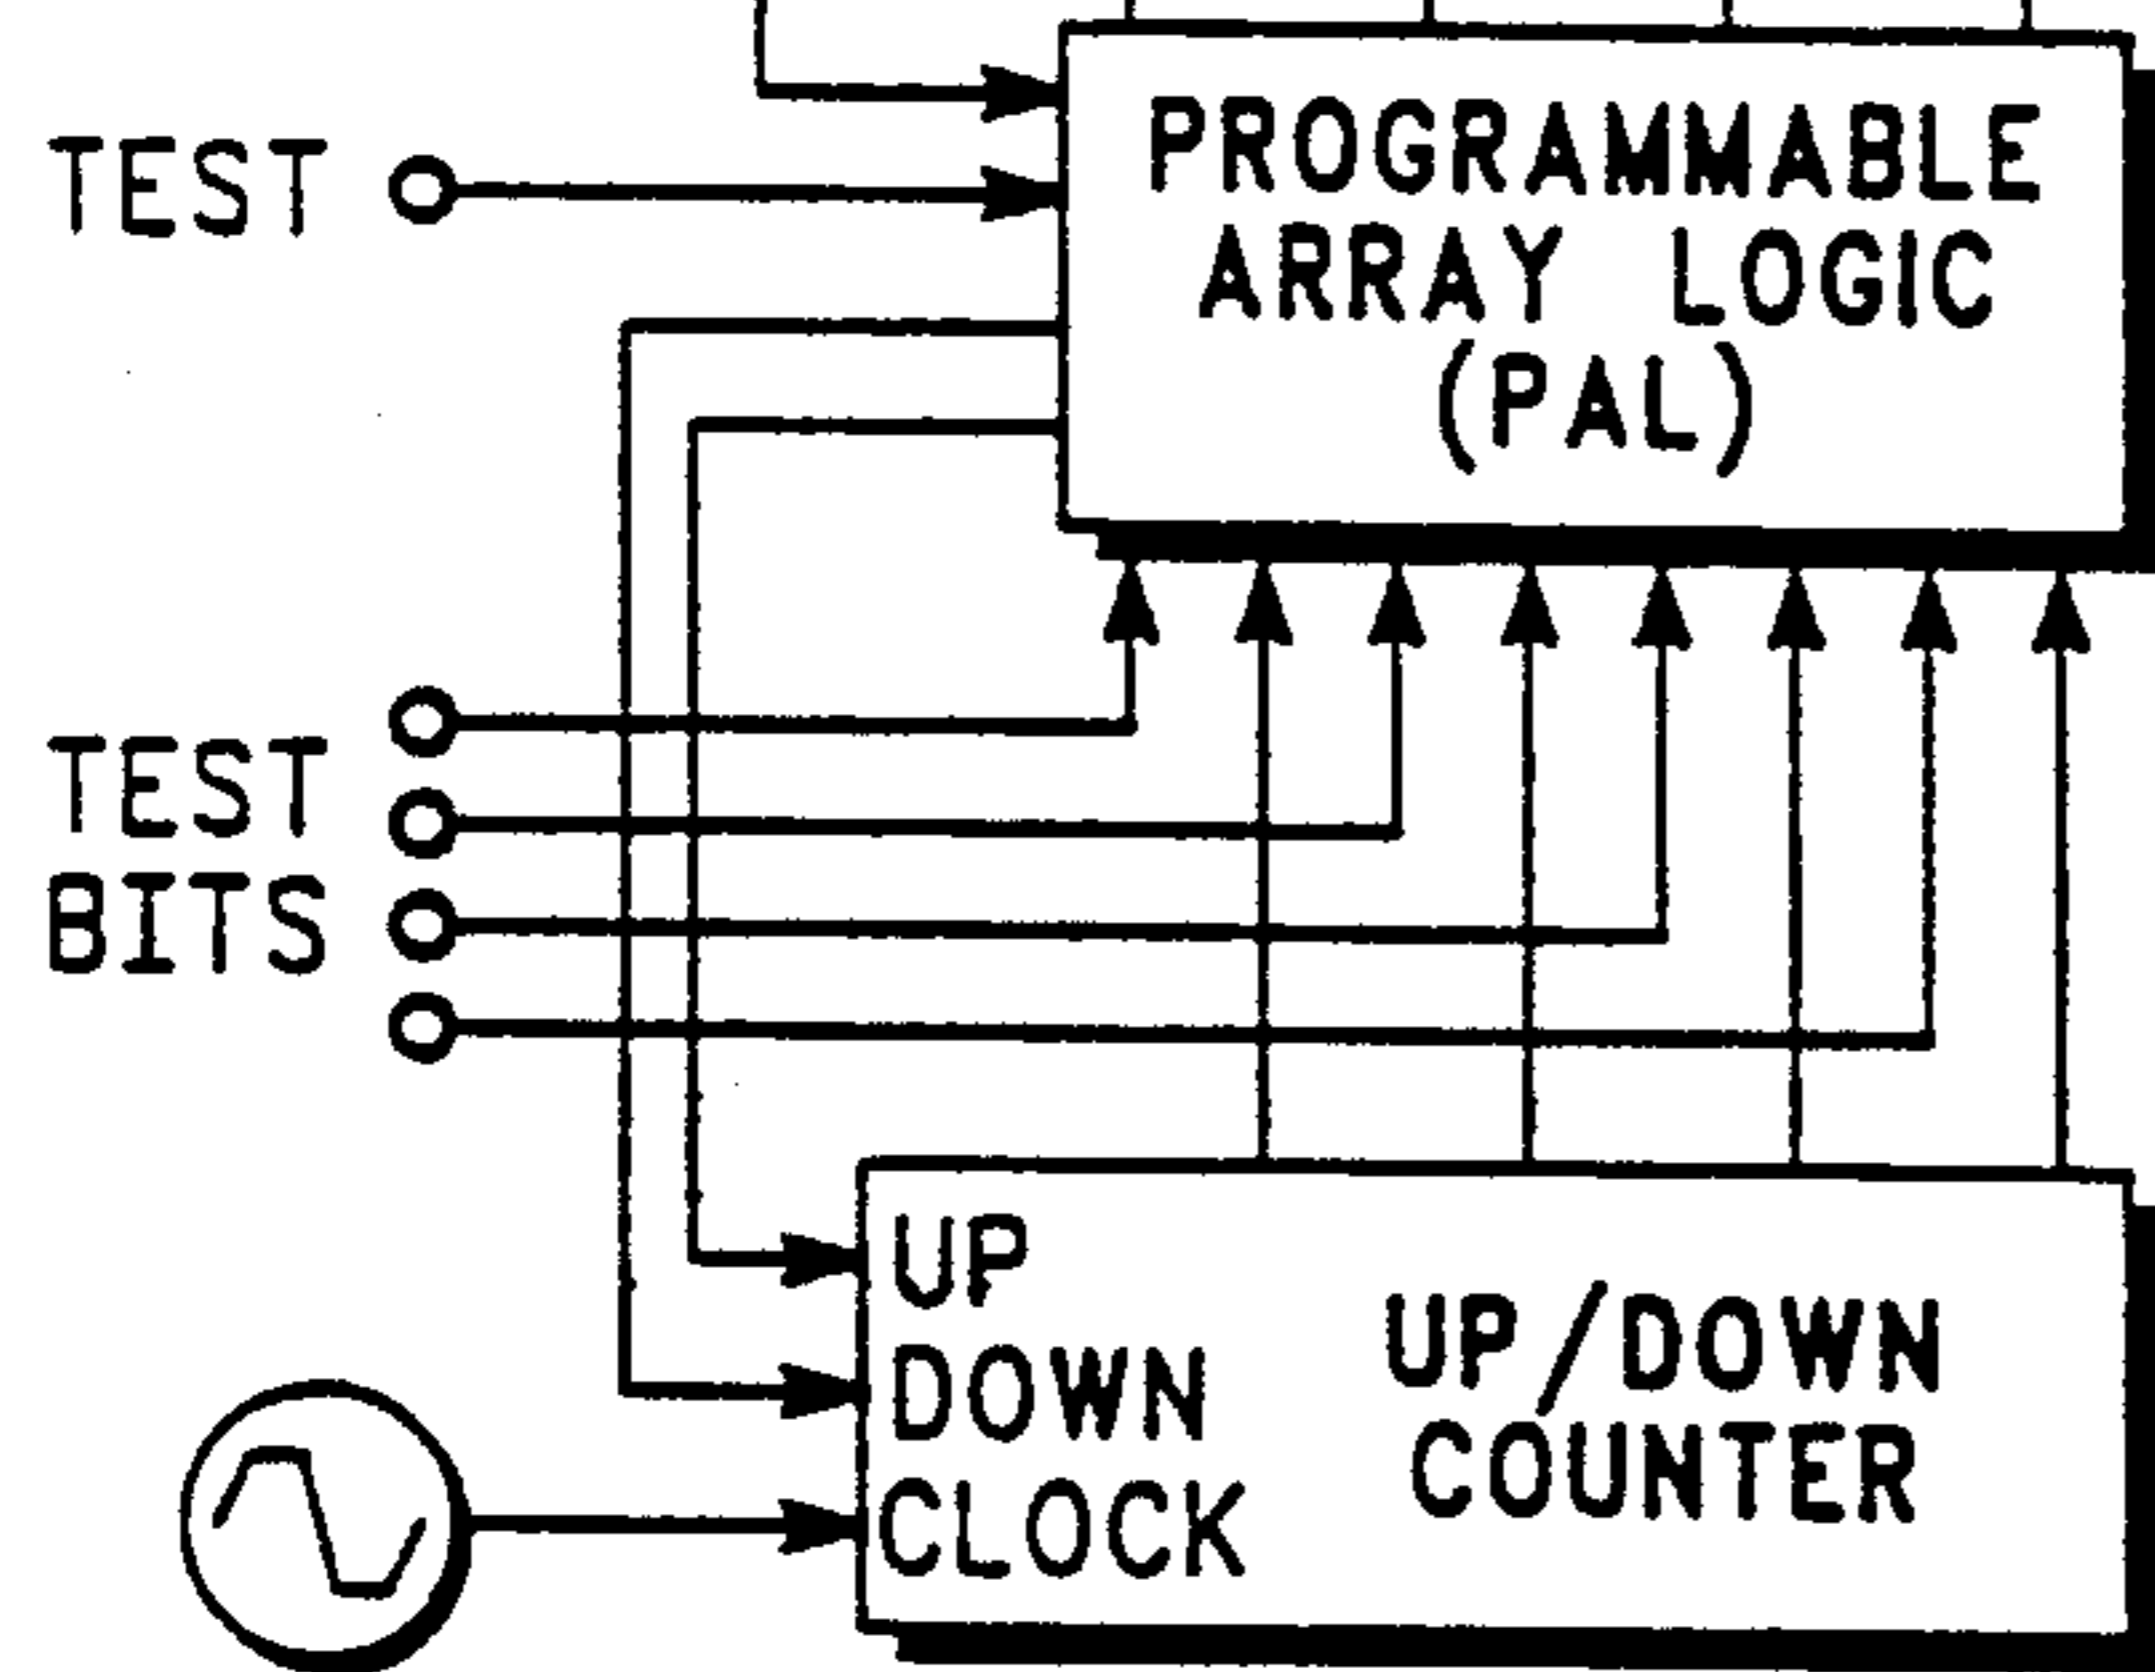 TEST
PROGRAMMABLE
ARRAY LOGIC
(PAL)
TEST
BITS
UP
DOWN
CLOCK
UP/DOWN
COUNTER